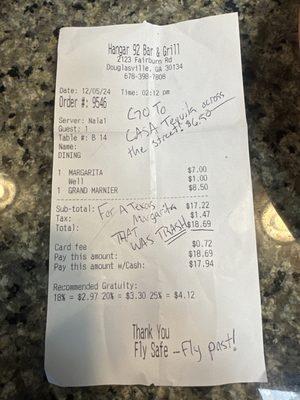 Hangar 92 Bar & Grill
2123 Fairburn Rd
Douglasville, GA 30134
678-398-7808
Date: 12/05/24 Time: 02:12 pm
Order #: 9546
GO TO
CASA Tequila across
the street $6.50
Server: Nala1
Guest: 1
Table #: B 14
Name:
DINING
1 MARGARITA $7.00
Well $1.00
1 GRAND MARNIER $8.50
Sub-total: $17.22
Tax: $1.47
Total: $18.69
For A Texas
Margarita
THAT
WAS TRASH
Card fee $0.72
Pay this amount: $18.69
Pay this amount w/Cash: $17.94
Recommended Gratuity:
18% = $2.97 20% = $3.30 25% = $4.12
Thank You
Fly Safe – Fly past!